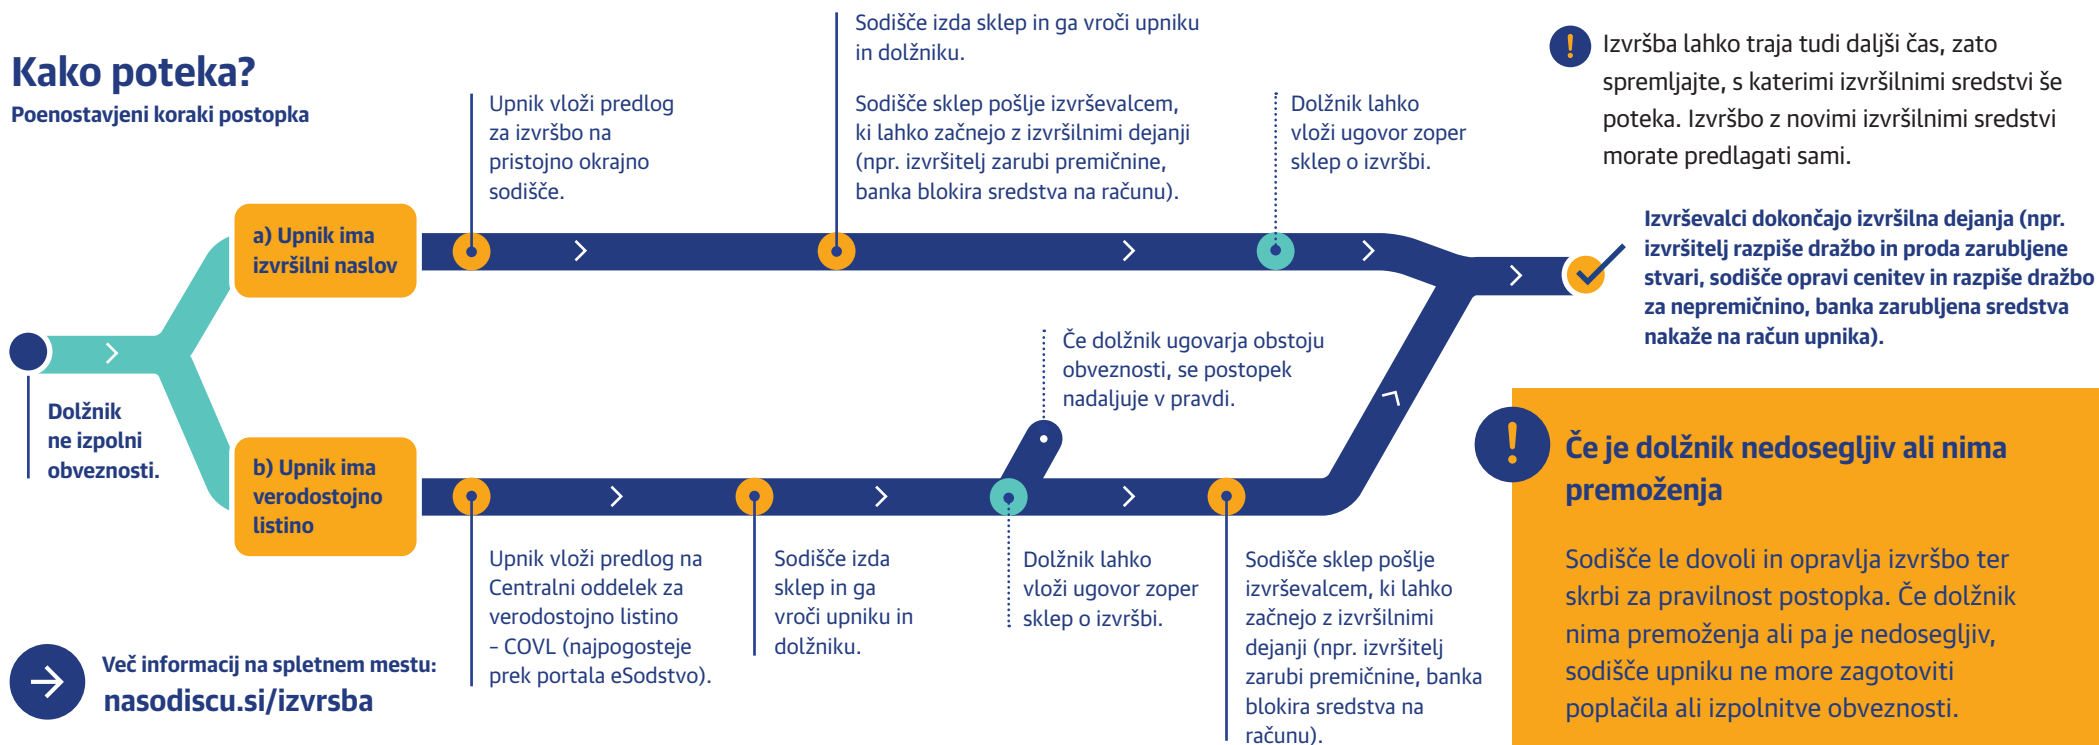 Kako poteka?
Poenostavjeni koraki postopka
Dolžnik
ne izpolni
obveznosti.
a) Upnik ima
izvršilni naslov
Upnik vloži predlog
za izvršbo na
pristojno okrajno
sodišče.
Sodišče izda sklep in ga vroči upniku
in dolžniku.
Sodišče sklep pošlje izvrševalcem,
ki lahko začnejo z izvršilnimi dejanji
(npr. izvršitelj zarubi premičnine,
banka blokira sredstva na računu).
Dolžnik lahko
vloži ugovor zoper
sklep o izvršbi.
b) Upnik ima
verodostojno
listino
Upnik vloži predlog na
Centralni oddelek za
verodostojno listino
– COVL (najpogosteje
prek portala eSodstvo).
Sodišče izda
sklep in ga
vroči upniku in
dolžniku.
Dolžnik lahko
vloži ugovor zoper
sklep o izvršbi.
Če dolžnik ugovarja obstoju
obveznosti, se postopek
nadaljuje v pravdi.
Sodišče sklep pošlje
izvrševalcem, ki lahko
začnejo z izvršilnimi
dejanji (npr. izvršitelj
zarubi premičnine, banka
blokira sredstva na
računu).
! Izvršba lahko traja tudi daljši čas, zato
spremljajte, s katerimi izvršilnimi sredstvi še
poteka. Izvršbo z novimi izvršilnimi sredstvi
morate predlagati sami.
Izvrševalci dokončajo izvršilna dejanja (npr.
izvršitelj razpiše dražbo in proda zarubljene
stvari, sodišče opravi cenitev in razpiše dražbo
za nepremičnino, banka zarubljena sredstva
nakaže na račun upnika).
! Če je dolžnik nedosegljiv ali nima
premoženja
Sodišče le dovoli in opravlja izvršbo ter
skrbi za pravilnost postopka. Če dolžnik
nima premoženja ali pa je nedosegljiv,
sodišče upniku ne more zagotoviti
poplačila ali izpolnitve obveznosti.
Več informacij na spletnem mestu:
nasodiscu.si/izvrsba